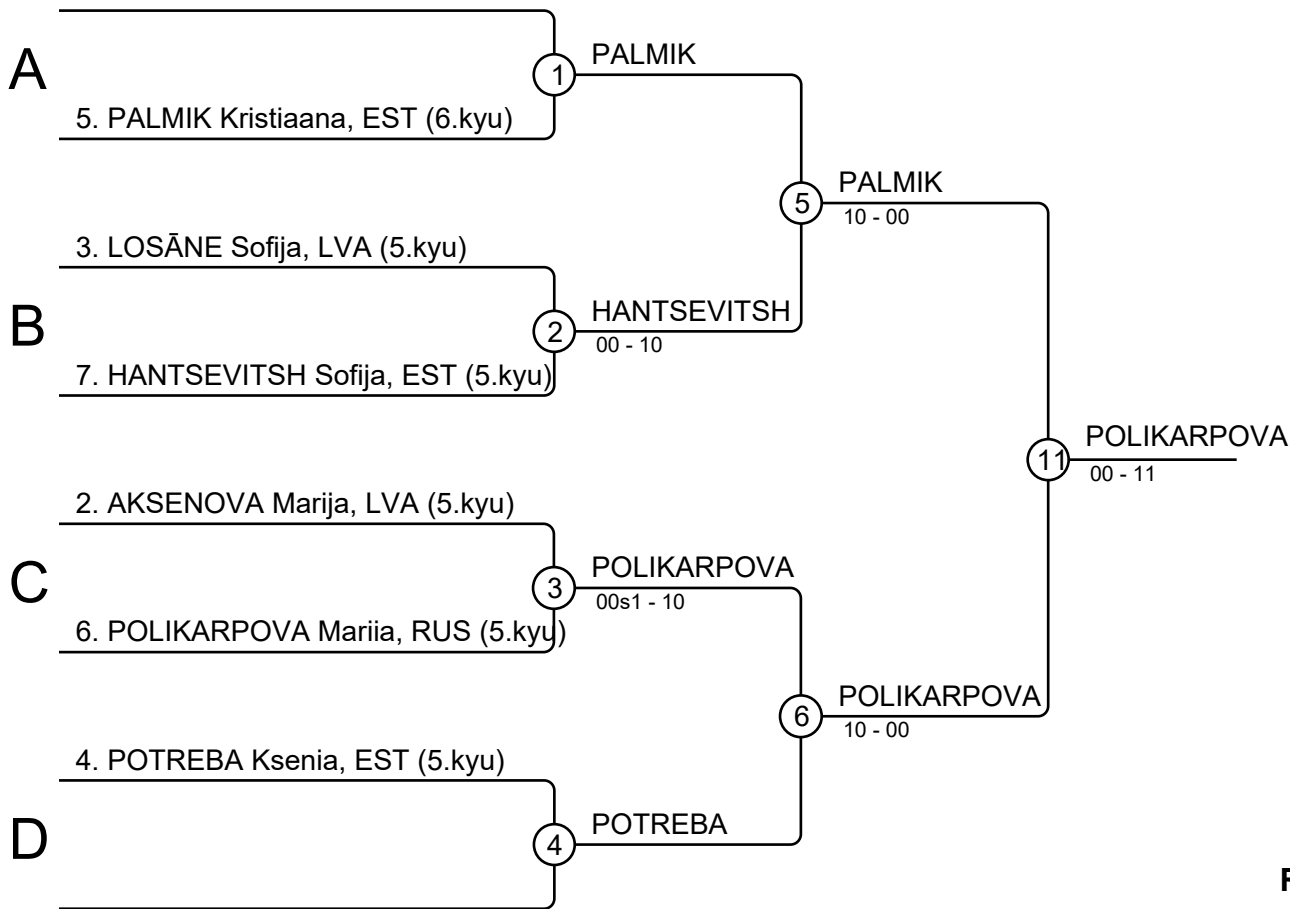 A
5. PALMIK Kristiaana, EST (6.kyu)
1
PALMIK
B
3. LOSĀNE Sofija, LVA (5.kyu)
7. HANTSEVITSH Sofija, EST (5.kyu)
2
HANTSEVITSH
00 - 10
5
PALMIK
10 - 00
C
2. AKSENOVA Marija, LVA (5.kyu)
6. POLIKARPOVA Mariia, RUS (5.kyu)
3
POLIKARPOVA
00s1 - 10
D
4. POTREBA Ksenia, EST (5.kyu)
4
POTREBA
6
POLIKARPOVA
10 - 00
11
POLIKARPOVA
00 - 11